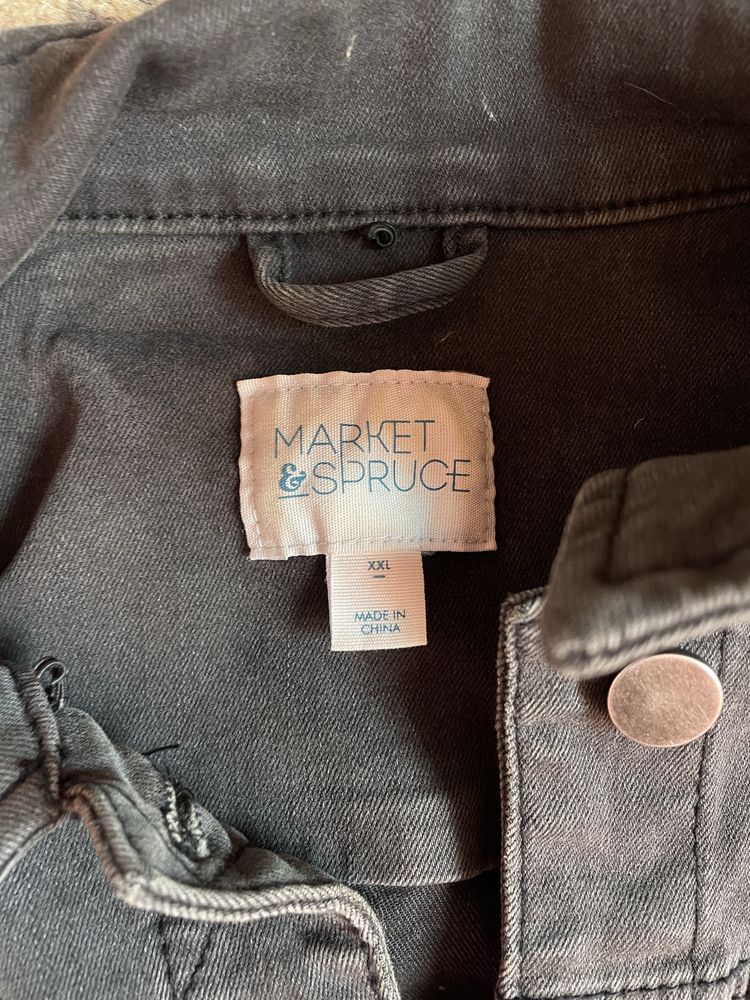 MARKET
&SPRUCE
XXL
MADE IN
CHINA